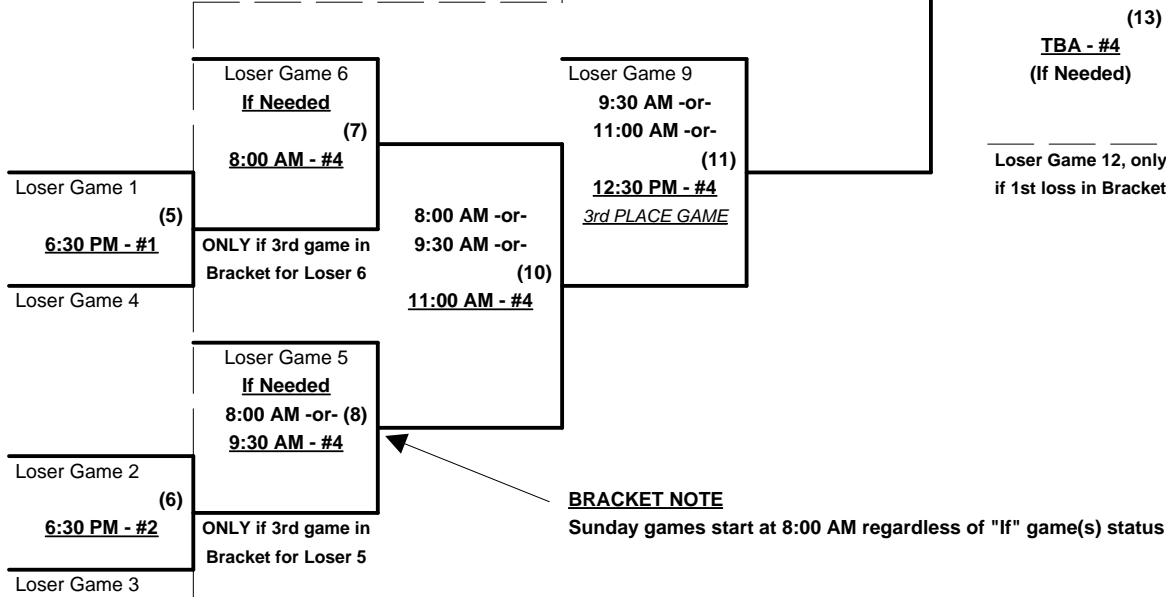 (13)
TBA - #4
(If Needed)
Loser Game 12, only
if 1st loss in Bracket
Loser Game 6
If Needed
(7)
8:00 AM - #4
Loser Game 9
9:30 AM -or-
11:00 AM -or-
(11)
12:30 PM - #4
3rd PLACE GAME
Loser Game 1
(5)
6:30 PM - #1
Loser Game 4
ONLY if 3rd game in
Bracket for Loser 6
8:00 AM -or-
9:30 AM -or-
(10)
11:00 AM - #4
Loser Game 5
If Needed
8:00 AM -or- (8)
9:30 AM - #4
Loser Game 2
(6)
6:30 PM - #2
Loser Game 3
ONLY if 3rd game in
Bracket for Loser 5
BRACKET NOTE
Sunday games start at 8:00 AM regardless of "If" game(s) status